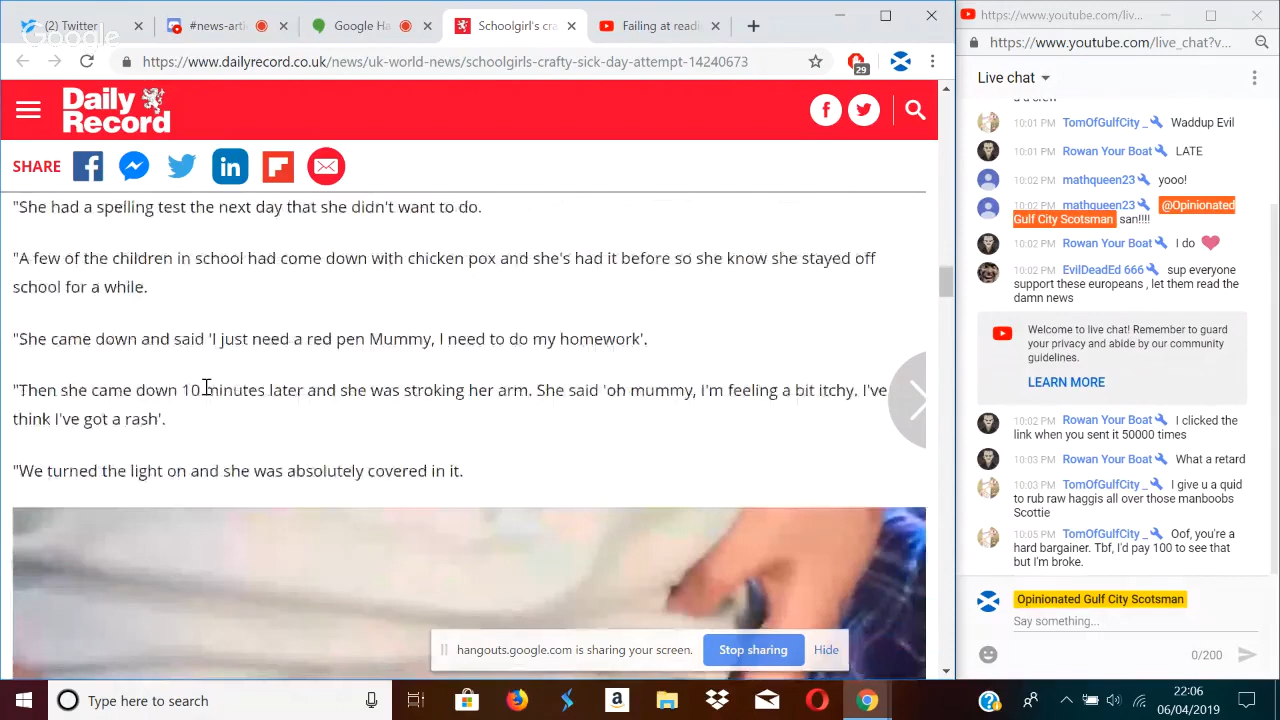 (2) Twitter
#news-arti
Google Ha
Schoolgirl's cra
Failing at readi
Google
https://www.dailyrecord.co.uk/news/uk-world-news/schoolgirls-crafty-sick-day-attempt-14240673
29
Daily
Record
SHARE
"She had a spelling test the next day that she didn't want to do.
"A few of the children in school had come down with chicken pox and she's had it before so she know she stayed off
school for a while.
"She came down and said 'I just need a red pen Mummy, I need to do my homework'.
"Then she came down 10 minutes later and she was stroking her arm. She said 'oh mummy, I'm feeling a bit itchy. I've
think I've got a rash'.
"We turned the light on and she was absolutely covered in it.
hangouts.google.com is sharing your screen.
Stop sharing
Hide
https://www.youtube.com/liv...
https://www.youtube.com/live_chat?v...
Live chat
10:01 PM TomOfGulfCity_ Waddup Evil
10:01 PM Rowan Your Boat LATE
10:02 PM mathqueen23 yooo!
10:02 PM mathqueen23 @Opinionated
Gulf City Scotsman san!!!!
10:02 PM Rowan Your Boat I do
10:02 PM EvilDeadEd 666 sup everyone
support these europeans , let them read the
damn news
Welcome to live chat! Remember to guard
your privacy and abide by our community
guidelines.
LEARN MORE
10:02 PM Rowan Your Boat I clicked the
link when you sent it 50000 times
10:03 PM Rowan Your Boat What a retard
10:03 PM TomOfGulfCity_ I give u a quid
to rub raw haggis all over those manboobs
Scottie
10:05 PM TomOfGulfCity_ Oof, you're a
hard bargainer. Tbf, I'd pay 100 to see that
but I'm broke.
Opinionated Gulf City Scotsman
Say something...
0/200
Type here to search
22:06
06/04/2019